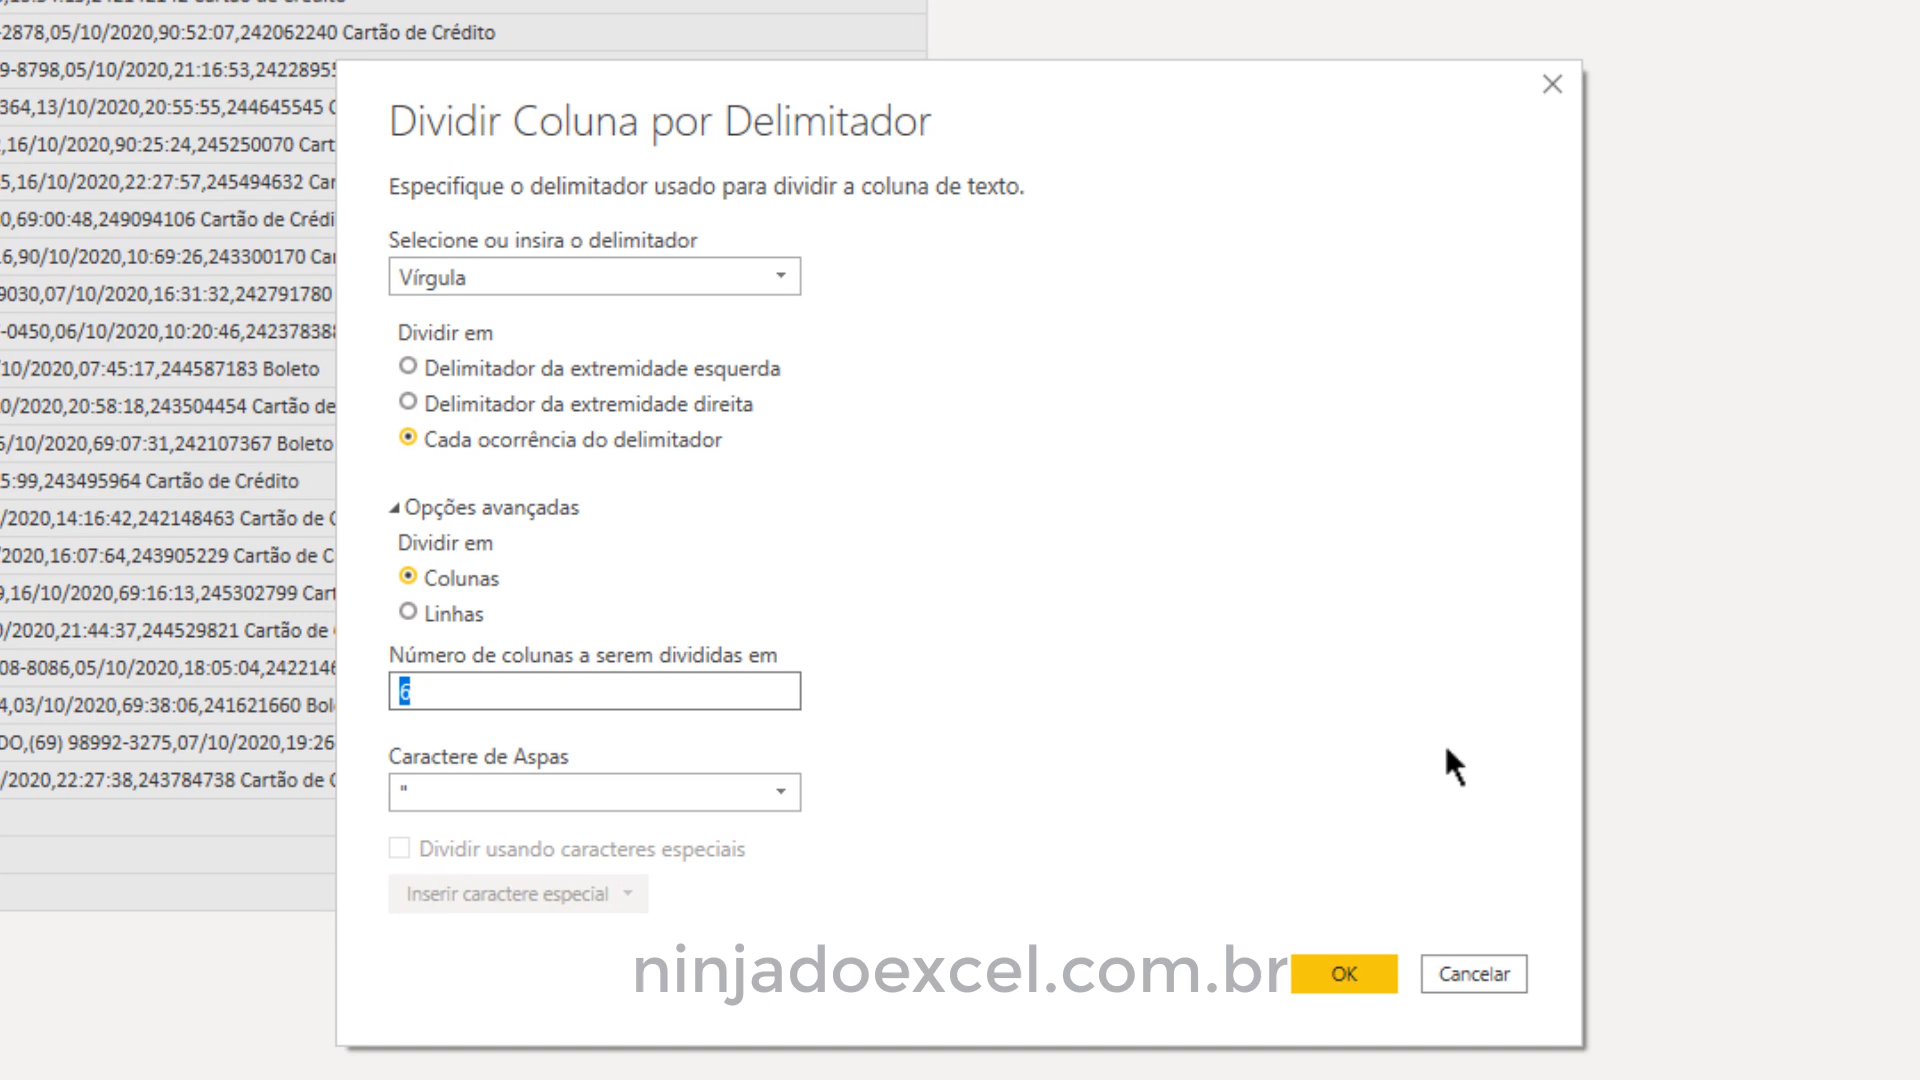 -2878,05/10/2020,90:52:07,242062240 Cartão de Crédito
9-8798,05/10/2020,21:16:53,24228955
364,13/10/2020,20:55:55,244645545
,16/10/2020,90:25:24,245250070 Cart
5,16/10/2020,22:27:57,245494632 Car
0,69:00:48,249094106 Cartão de Crédi
6,90/10/2020,10:69:26,243300170 Car
9030,07/10/2020,16:31:32,242791780
-0450,06/10/2020,10:20:46,242378388
/10/2020,07:45:17,244587183 Boleto
0/2020,20:58:18,243504454 Cartão de
5/10/2020,69:07:31,242107367 Boleto
5:99,243495964 Cartão de Crédito
/2020,14:16:42,242148463 Cartão de C
2020,16:07:64,243905229 Cartão de C
9,16/10/2020,69:16:13,245302799 Cart
0/2020,21:44:37,244529821 Cartão de
08-8086,05/10/2020,18:05:04,2422146
4,03/10/2020,69:38:06,241621660 Bol
DO,(69) 98992-3275,07/10/2020,19:26
/2020,22:27:38,243784738 Cartão de C
Dividir Coluna por Delimitador
Especifique o delimitador usado para dividir a coluna de texto.
Selecione ou insira o delimitador
Vírgula
Dividir em
Delimitador da extremidade esquerda
Delimitador da extremidade direita
Cada ocorrência do delimitador
Opções avançadas
Dividir em
Colunas
Linhas
Número de colunas a serem divididas em
6
Caractere de Aspas
"
Dividir usando caracteres especiais
Inserir caractere especial
ninjadoexcel.com.br
OK
Cancelar